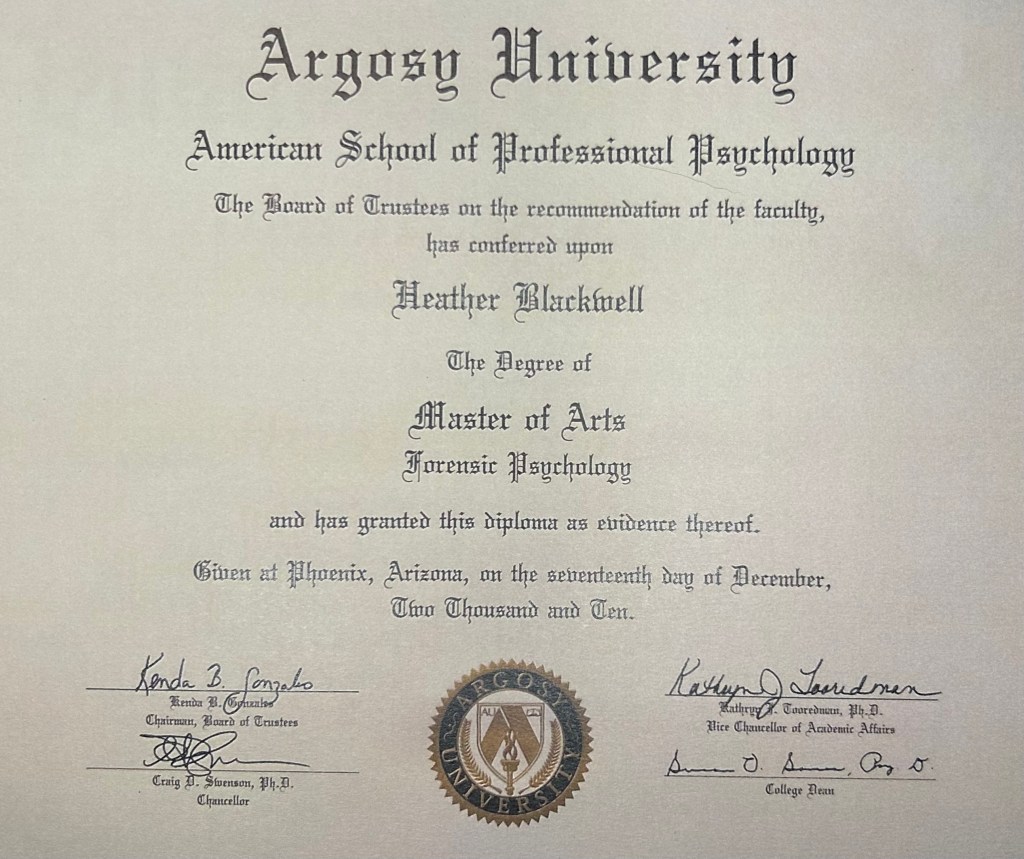 Argosy University
American School of Professional Psychology
The Board of Trustees on the recommendation of the faculty,
has conferred upon
Heather Blackwell
The Degree of
Master of Arts
Forensic Psychology
and has granted this diploma as evidence thereof.
Given at Phoenix, Arizona, on the seventeenth day of December,
Two Thousand and Ten.
Kenda B. Gonzales
Kenda B. Gonzales
Chairman, Board of Trustees
Craig D. Swenson, Ph.D.
Chancellor
ARGOSY
UNIVERSITY
Kathryn J. Tooredman
Kathryn J. Tooredman, Ph.D.
Vice Chancellor of Academic Affairs
College Dean